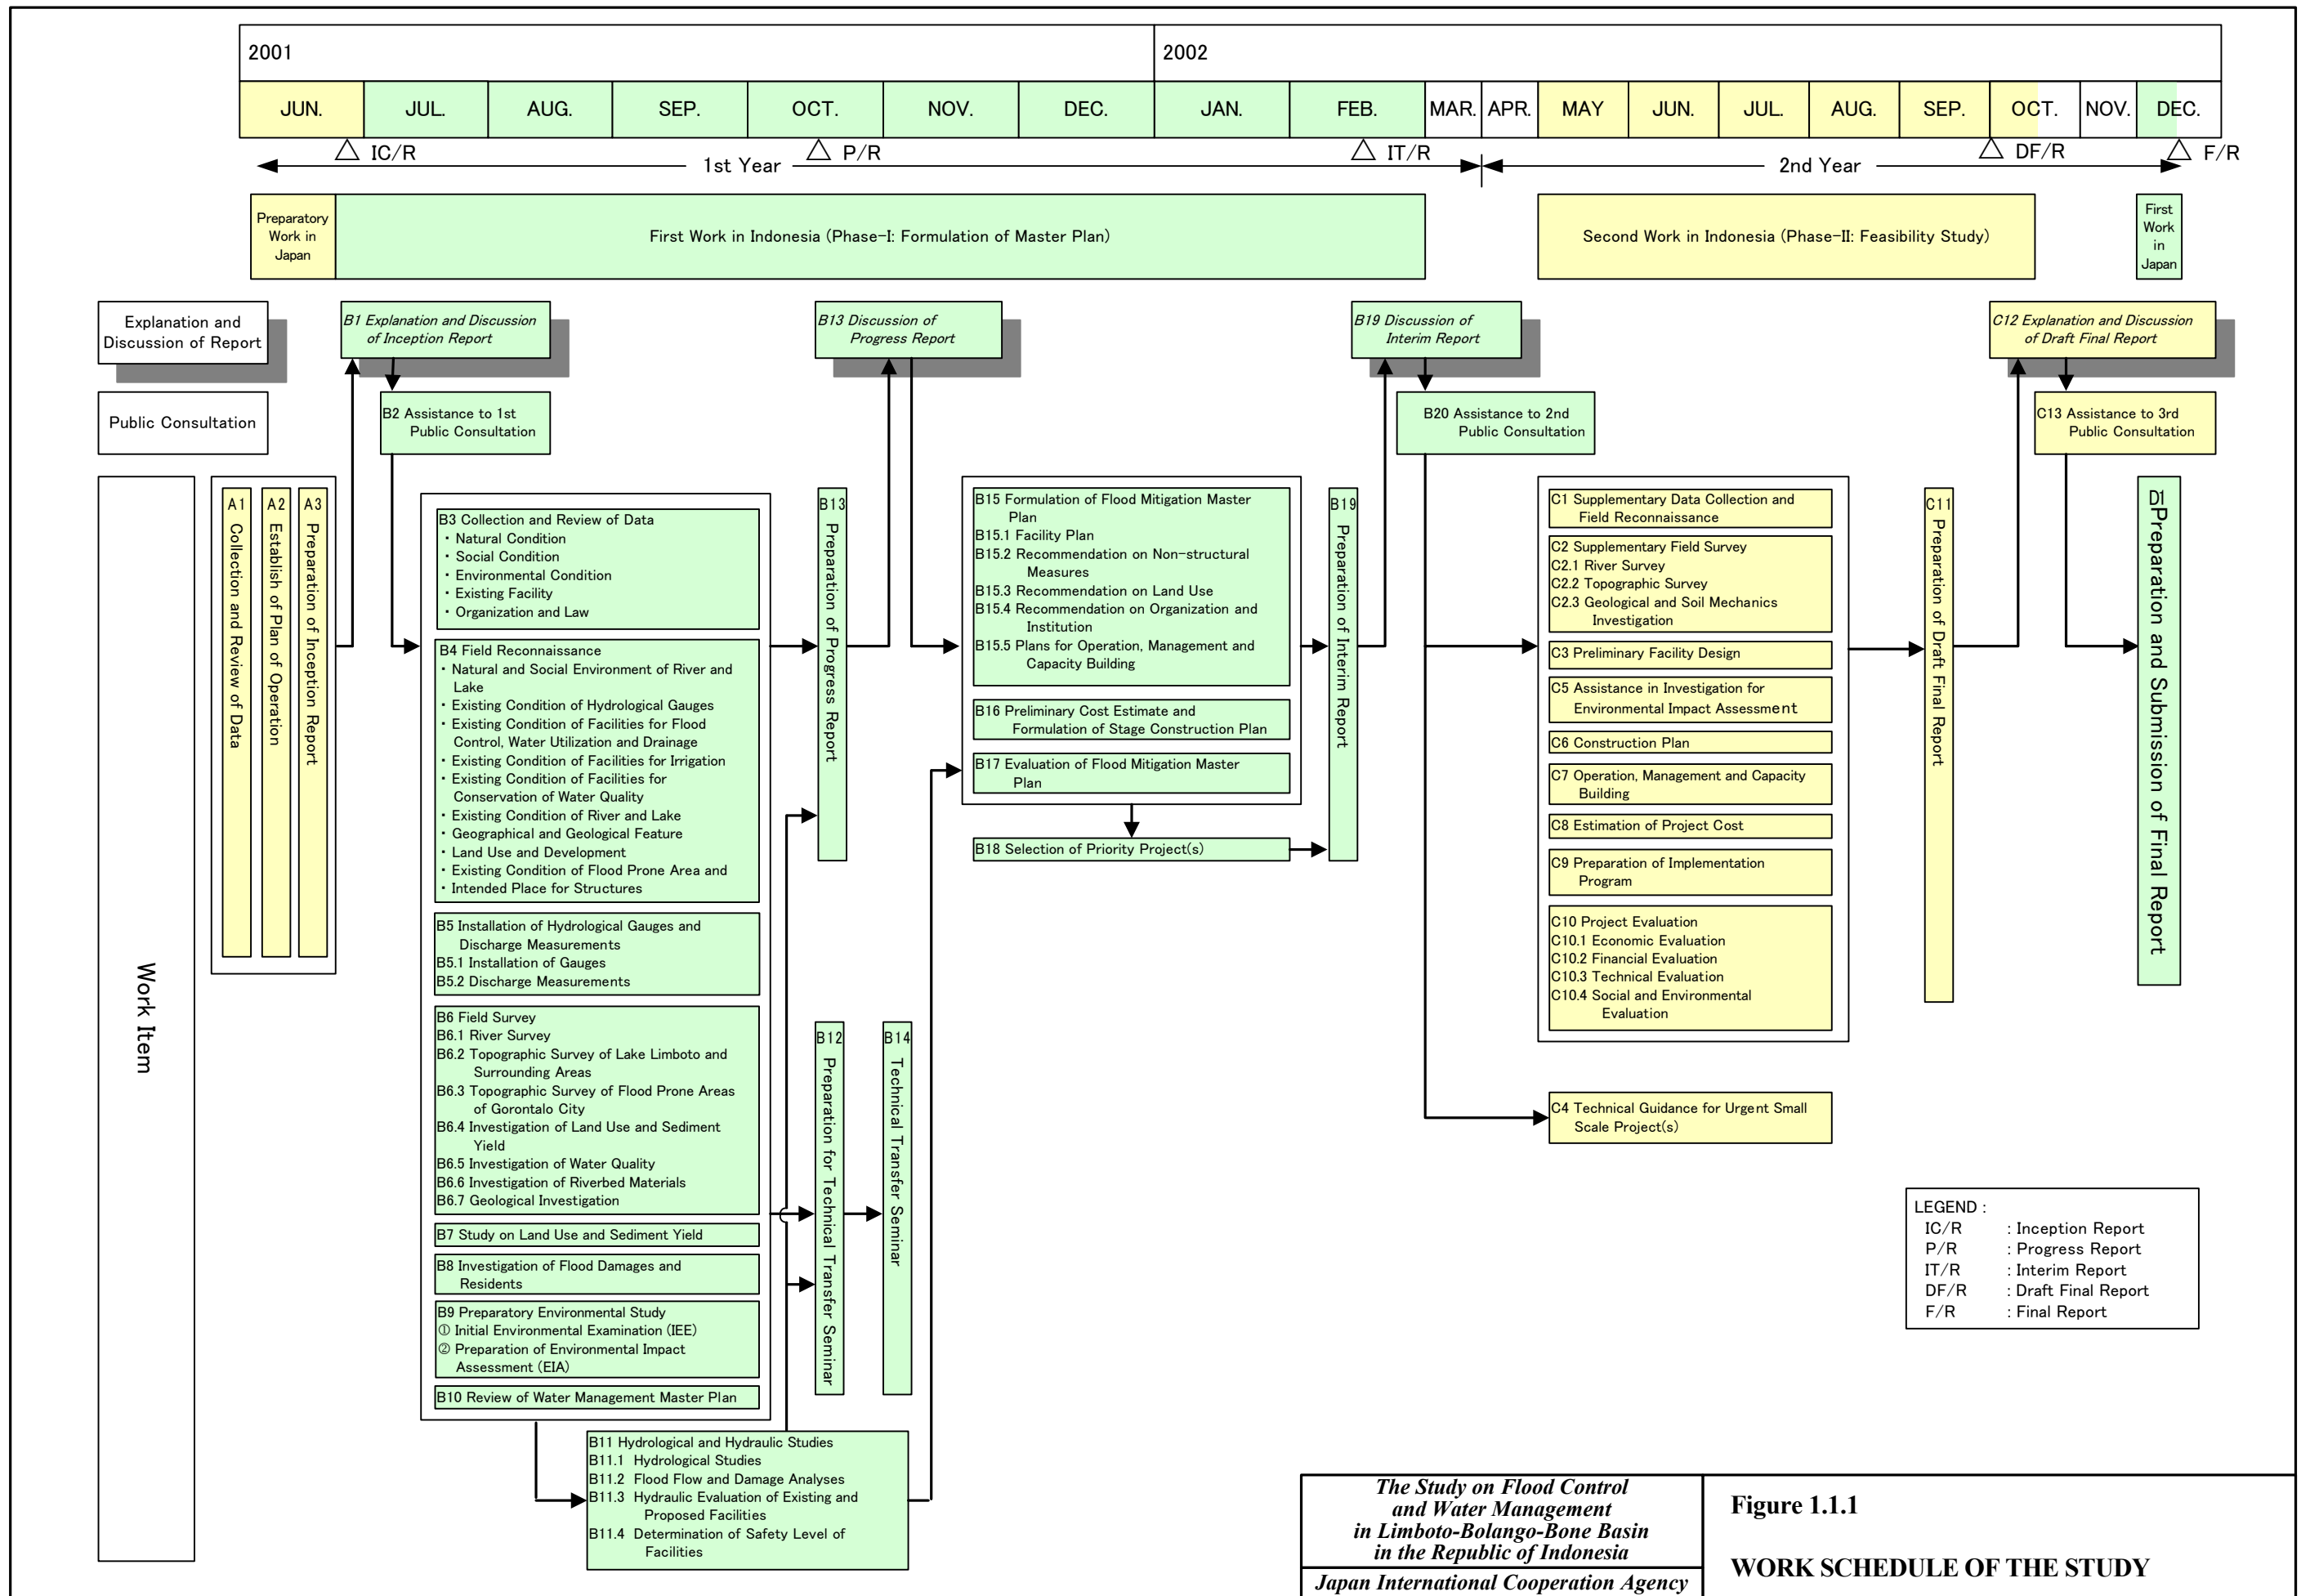 2001
2002
JUN.
JUL.
AUG.
SEP.
OCT.
NOV.
DEC.
JAN.
FEB.
MAR.
APR.
MAY
JUN.
JUL.
AUG.
SEP.
OCT.
NOV.
DEC.
IC/R
P/R
IT/R
DF/R
F/R
1st Year
2nd Year
Preparatory
Work in
Japan
First Work in Indonesia (Phase-I: Formulation of Master Plan)
Second Work in Indonesia (Phase-II: Feasibility Study)
First
Work
in
Japan
Explanation and
Discussion of Report
B1 Explanation and Discussion
of Inception Report
B13 Discussion of
Progress Report
B19 Discussion of
Interim Report
C12 Explanation and Discussion
of Draft Final Report
Public Consultation
B2 Assistance to 1st
Public Consultation
B20 Assistance to 2nd
Public Consultation
C13 Assistance to 3rd
Public Consultation
Work Item
A1 Collection and Review of Data
A2 Establish of Plan of Operation
A3 Preparation of Inception Report
B3 Collection and Review of Data
・ Natural Condition
・ Social Condition
・ Environmental Condition
・ Existing Facility
・ Organization and Law
B4 Field Reconnaissance
・ Natural and Social Environment of River and
Lake
・ Existing Condition of Hydrological Gauges
・ Existing Condition of Facilities for Flood
Control, Water Utilization and Drainage
・ Existing Condition of Facilities for Irrigation
・ Existing Condition of Facilities for
Conservation of Water Quality
・ Existing Condition of River and Lake
・ Geographical and Geological Feature
・ Land Use and Development
・ Existing Condition of Flood Prone Area and
・ Intended Place for Structures
B5 Installation of Hydrological Gauges and
Discharge Measurements
B5.1 Installation of Gauges
B5.2 Discharge Measurements
B6 Field Survey
B6.1 River Survey
B6.2 Topographic Survey of Lake Limboto and
Surrounding Areas
B6.3 Topographic Survey of Flood Prone Areas
of Gorontalo City
B6.4 Investigation of Land Use and Sediment
Yield
B6.5 Investigation of Water Quality
B6.6 Investigation of Riverbed Materials
B6.7 Geological Investigation
B7 Study on Land Use and Sediment Yield
B8 Investigation of Flood Damages and
Residents
B9 Preparatory Environmental Study
① Initial Environmental Examination (IEE)
② Preparation of Environmental Impact
Assessment (EIA)
B10 Review of Water Management Master Plan
B11 Hydrological and Hydraulic Studies
B11.1 Hydrological Studies
B11.2 Flood Flow and Damage Analyses
B11.3 Hydraulic Evaluation of Existing and
Proposed Facilities
B11.4 Determination of Safety Level of
Facilities
B13 Preparation of Progress Report
B12 Preparation for Technical Transfer Seminar
B14 Technical Transfer Seminar
B15 Formulation of Flood Mitigation Master
Plan
B15.1 Facility Plan
B15.2 Recommendation on Non-structural
Measures
B15.3 Recommendation on Land Use
B15.4 Recommendation on Organization and
Institution
B15.5 Plans for Operation, Management and
Capacity Building
B16 Preliminary Cost Estimate and
Formulation of Stage Construction Plan
B17 Evaluation of Flood Mitigation Master
Plan
B18 Selection of Priority Project(s)
B19 Preparation of Interim Report
C1 Supplementary Data Collection and
Field Reconnaissance
C2 Supplementary Field Survey
C2.1 River Survey
C2.2 Topographic Survey
C2.3 Geological and Soil Mechanics
Investigation
C3 Preliminary Facility Design
C5 Assistance in Investigation for
Environmental Impact Assessment
C6 Construction Plan
C7 Operation, Management and Capacity
Building
C8 Estimation of Project Cost
C9 Preparation of Implementation
Program
C10 Project Evaluation
C10.1 Economic Evaluation
C10.2 Financial Evaluation
C10.3 Technical Evaluation
C10.4 Social and Environmental
Evaluation
C4 Technical Guidance for Urgent Small
Scale Project(s)
C11 Preparation of Draft Final Report
D1 Preparation and Submission of Final Report
LEGEND :
IC/R : Inception Report
P/R : Progress Report
IT/R : Interim Report
DF/R : Draft Final Report
F/R : Final Report
The Study on Flood Control
and Water Management
in Limboto-Bolango-Bone Basin
in the Republic of Indonesia
Japan International Cooperation Agency
Figure 1.1.1
WORK SCHEDULE OF THE STUDY